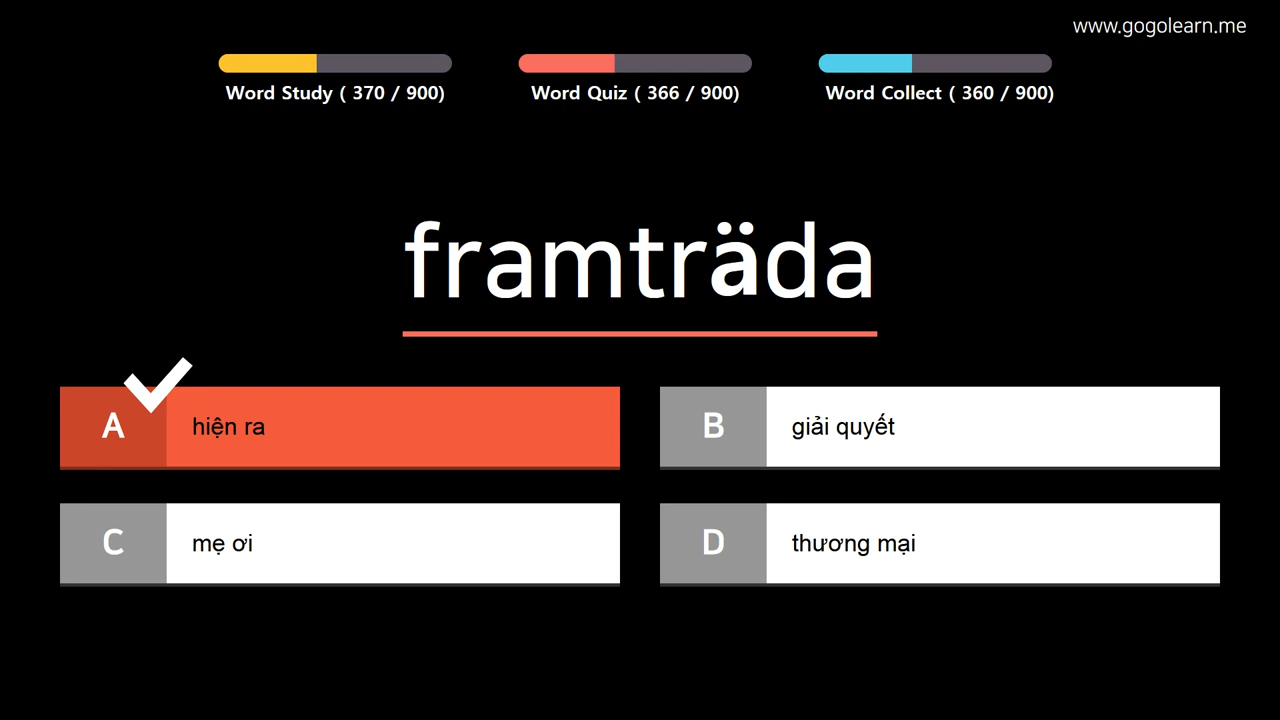 www.gogolearn.me
Word Study ( 370 / 900)
Word Quiz ( 366 / 900)
Word Collect ( 360 / 900)
framträda
A hiện ra
B giải quyết
C mẹ ơi
D thương mại